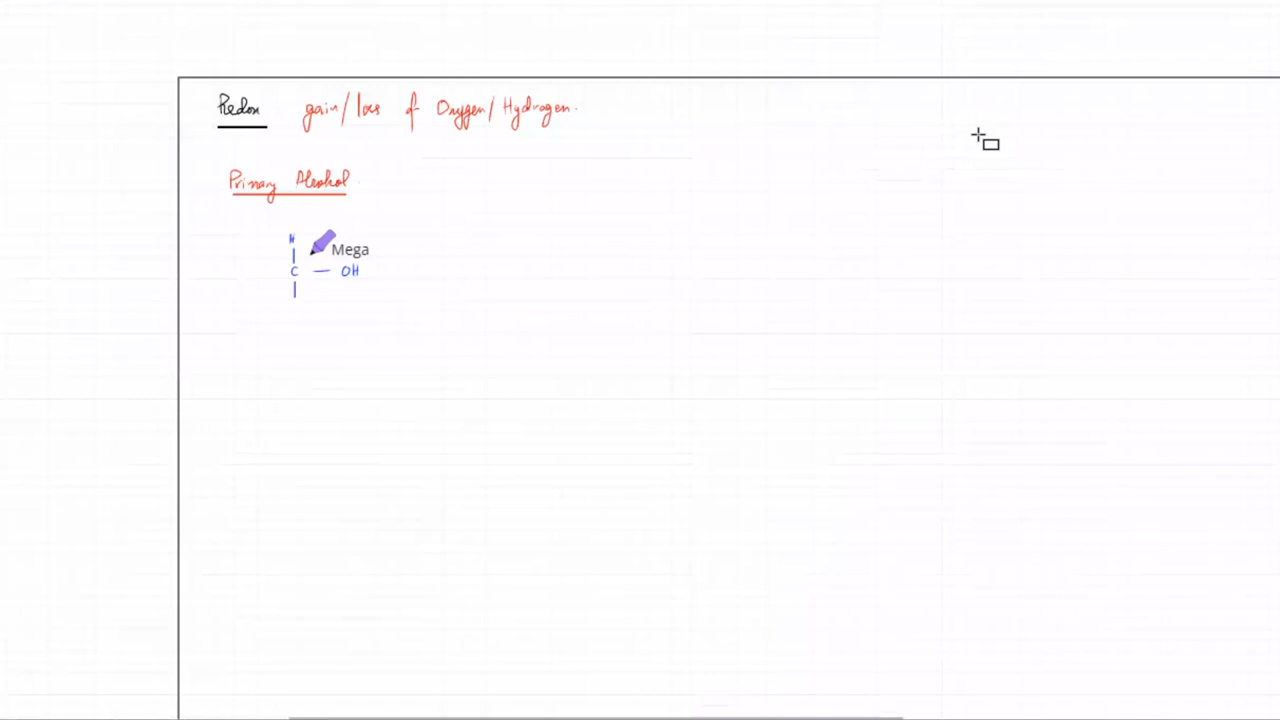 Redox gain/loss of Oxygen/Hydrogen.
Primary Alcohol
H
Mega
C — OH